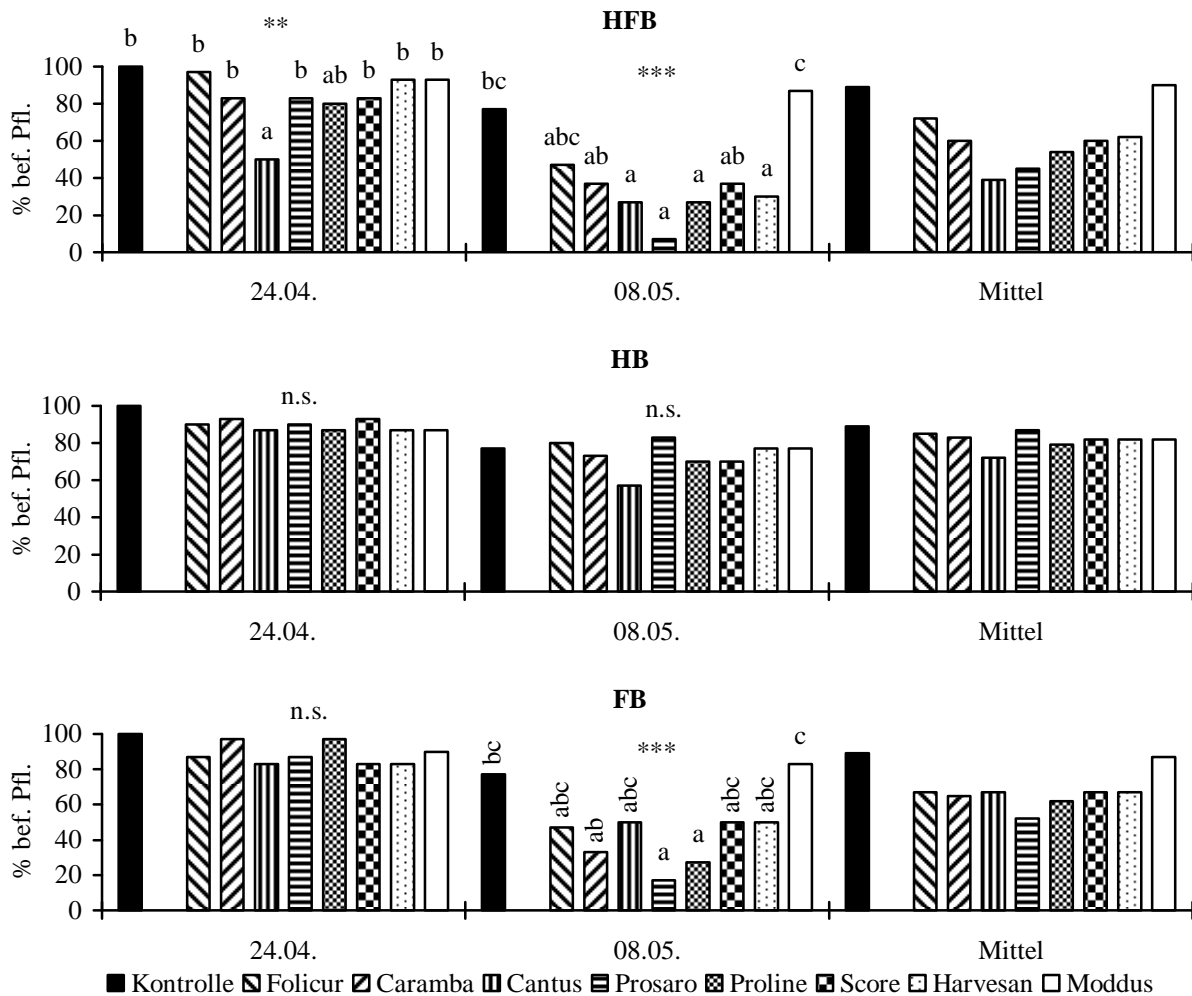 HFB
**
b
b
b
a
b
ab
b
b
b
bc
***
abc
ab
a
a
a
ab
a
c
100
80
60
40
20
0
% bef. Pfl.
24.04.
08.05.
Mittel
HB
n.s.
n.s.
100
80
60
40
20
0
% bef. Pfl.
24.04.
08.05.
Mittel
FB
n.s.
bc
***
abc
ab
abc
a
a
abc
abc
c
100
80
60
40
20
0
% bef. Pfl.
24.04.
08.05.
Mittel
Kontrolle Folicur Caramba Cantus Prosaro Proline Score Harvesan Moddus